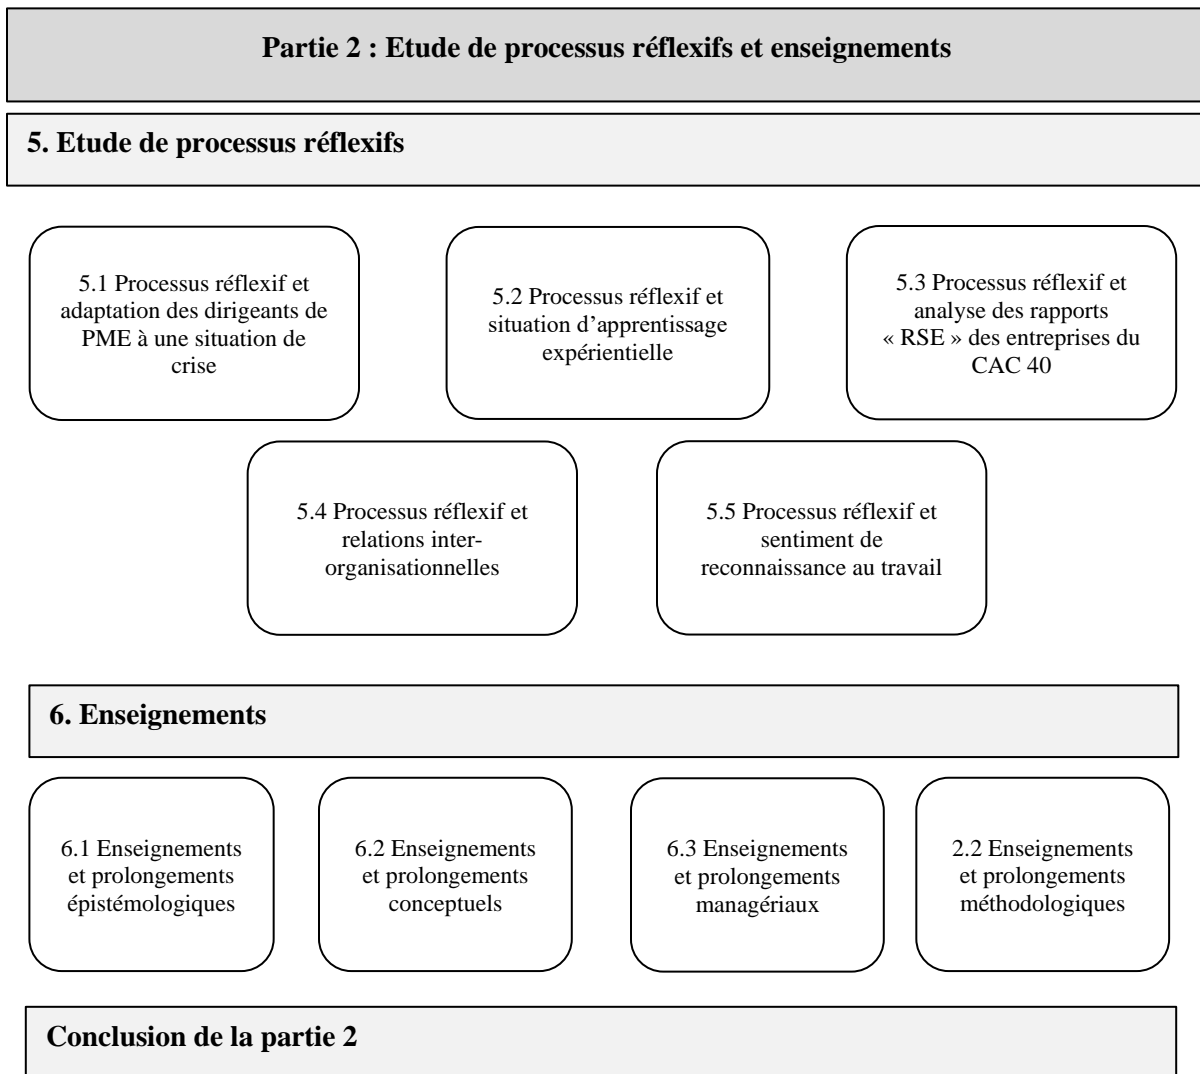 Partie 2 : Etude de processus réflexifs et enseignements
5. Etude de processus réflexifs
5.1 Processus réflexif et
adaptation des dirigeants de
PME à une situation de
crise
5.2 Processus réflexif et
situation d’apprentissage
expérientielle
5.3 Processus réflexif et
analyse des rapports
« RSE » des entreprises du
CAC 40
5.4 Processus réflexif et
relations inter-
organisationnelles
5.5 Processus réflexif et
sentiment de
reconnaissance au travail
6. Enseignements
6.1 Enseignements
et prolongements
épistémologiques
6.2 Enseignements
et prolongements
conceptuels
6.3 Enseignements
et prolongements
managériaux
2.2 Enseignements
et prolongements
méthodologiques
Conclusion de la partie 2